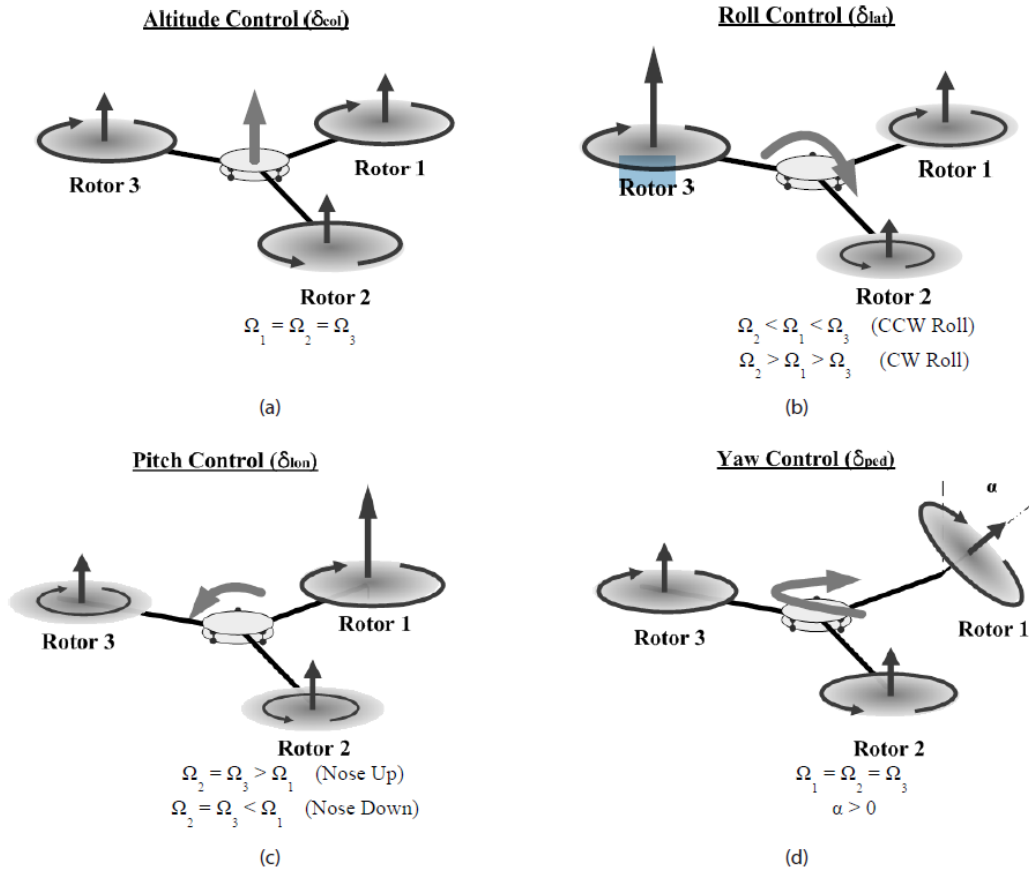 Altitude Control (δcol)
Rotor 3
Rotor 1
Rotor 2
Ω1 = Ω2 = Ω3
(a)
Roll Control (δlat)
Rotor 3
Rotor 1
Rotor 2
Ω2 < Ω1 < Ω3 (CCW Roll)
Ω2 > Ω1 > Ω3 (CW Roll)
(b)
Pitch Control (δlon)
Rotor 3
Rotor 1
Rotor 2
Ω2 = Ω3 > Ω1 (Nose Up)
Ω2 = Ω3 < Ω1 (Nose Down)
(c)
Yaw Control (δped)
α
Rotor 3
Rotor 1
Rotor 2
Ω1 = Ω2 = Ω3
α > 0
(d)